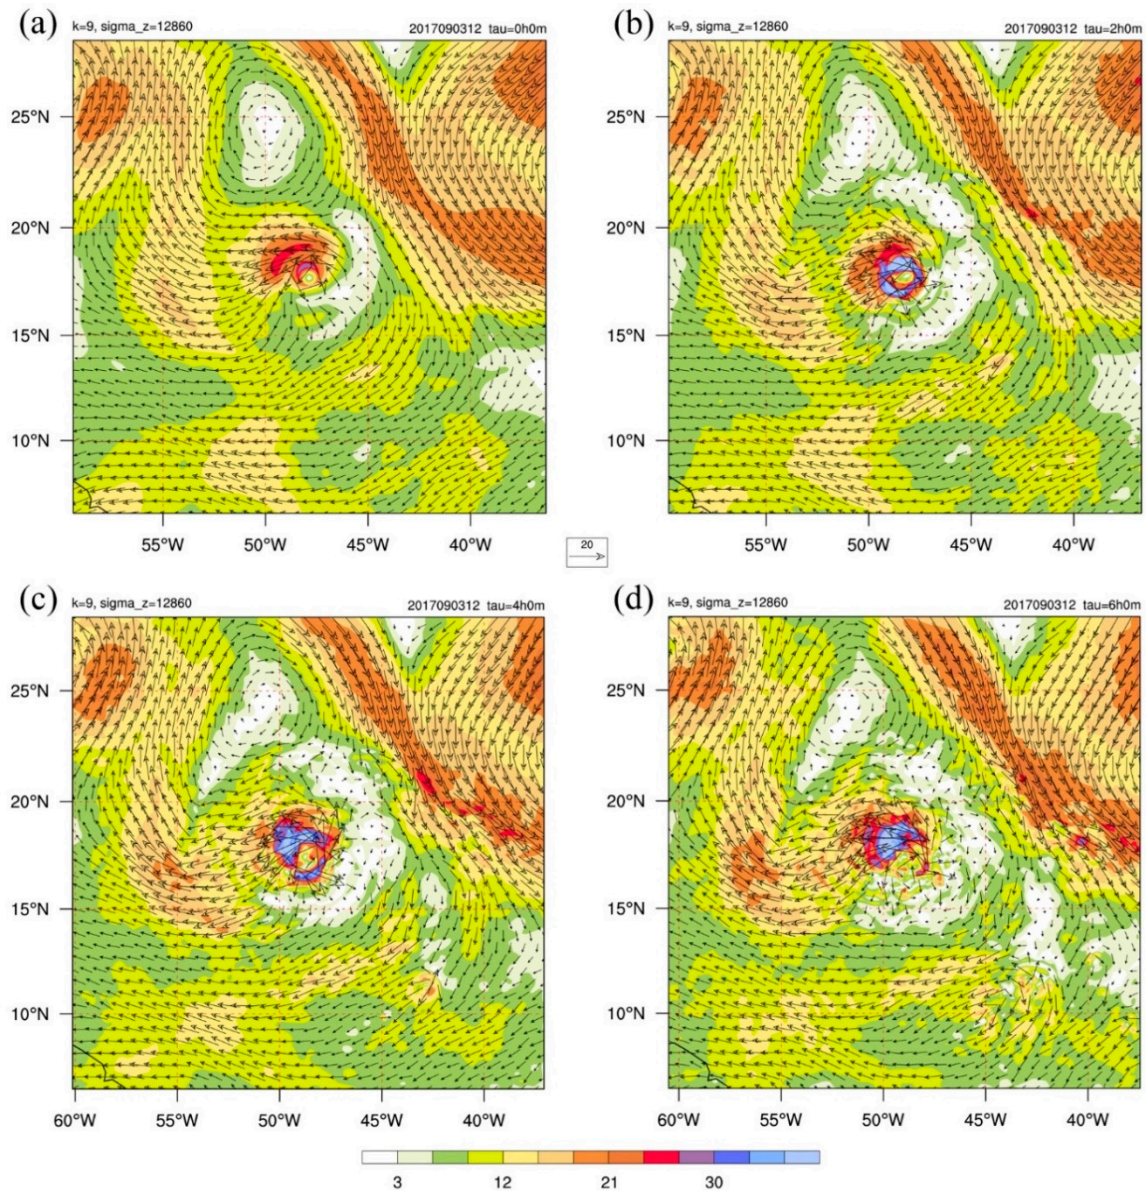 (a) k=9, sigma_z=12860 2017090312 tau=0h0m
(b) k=9, sigma_z=12860 2017090312 tau=2h0m
25°N 25°N
20°N 20°N
15°N 15°N
10°N 10°N
55°W 50°W 45°W 40°W 55°W 50°W 45°W 40°W
20
(c) k=9, sigma_z=12860 2017090312 tau=4h0m
(d) k=9, sigma_z=12860 2017090312 tau=6h0m
25°N 25°N
20°N 20°N
15°N 15°N
10°N 10°N
60°W 55°W 50°W 45°W 40°W 60°W 55°W 50°W 45°W 40°W
3 12 21 30